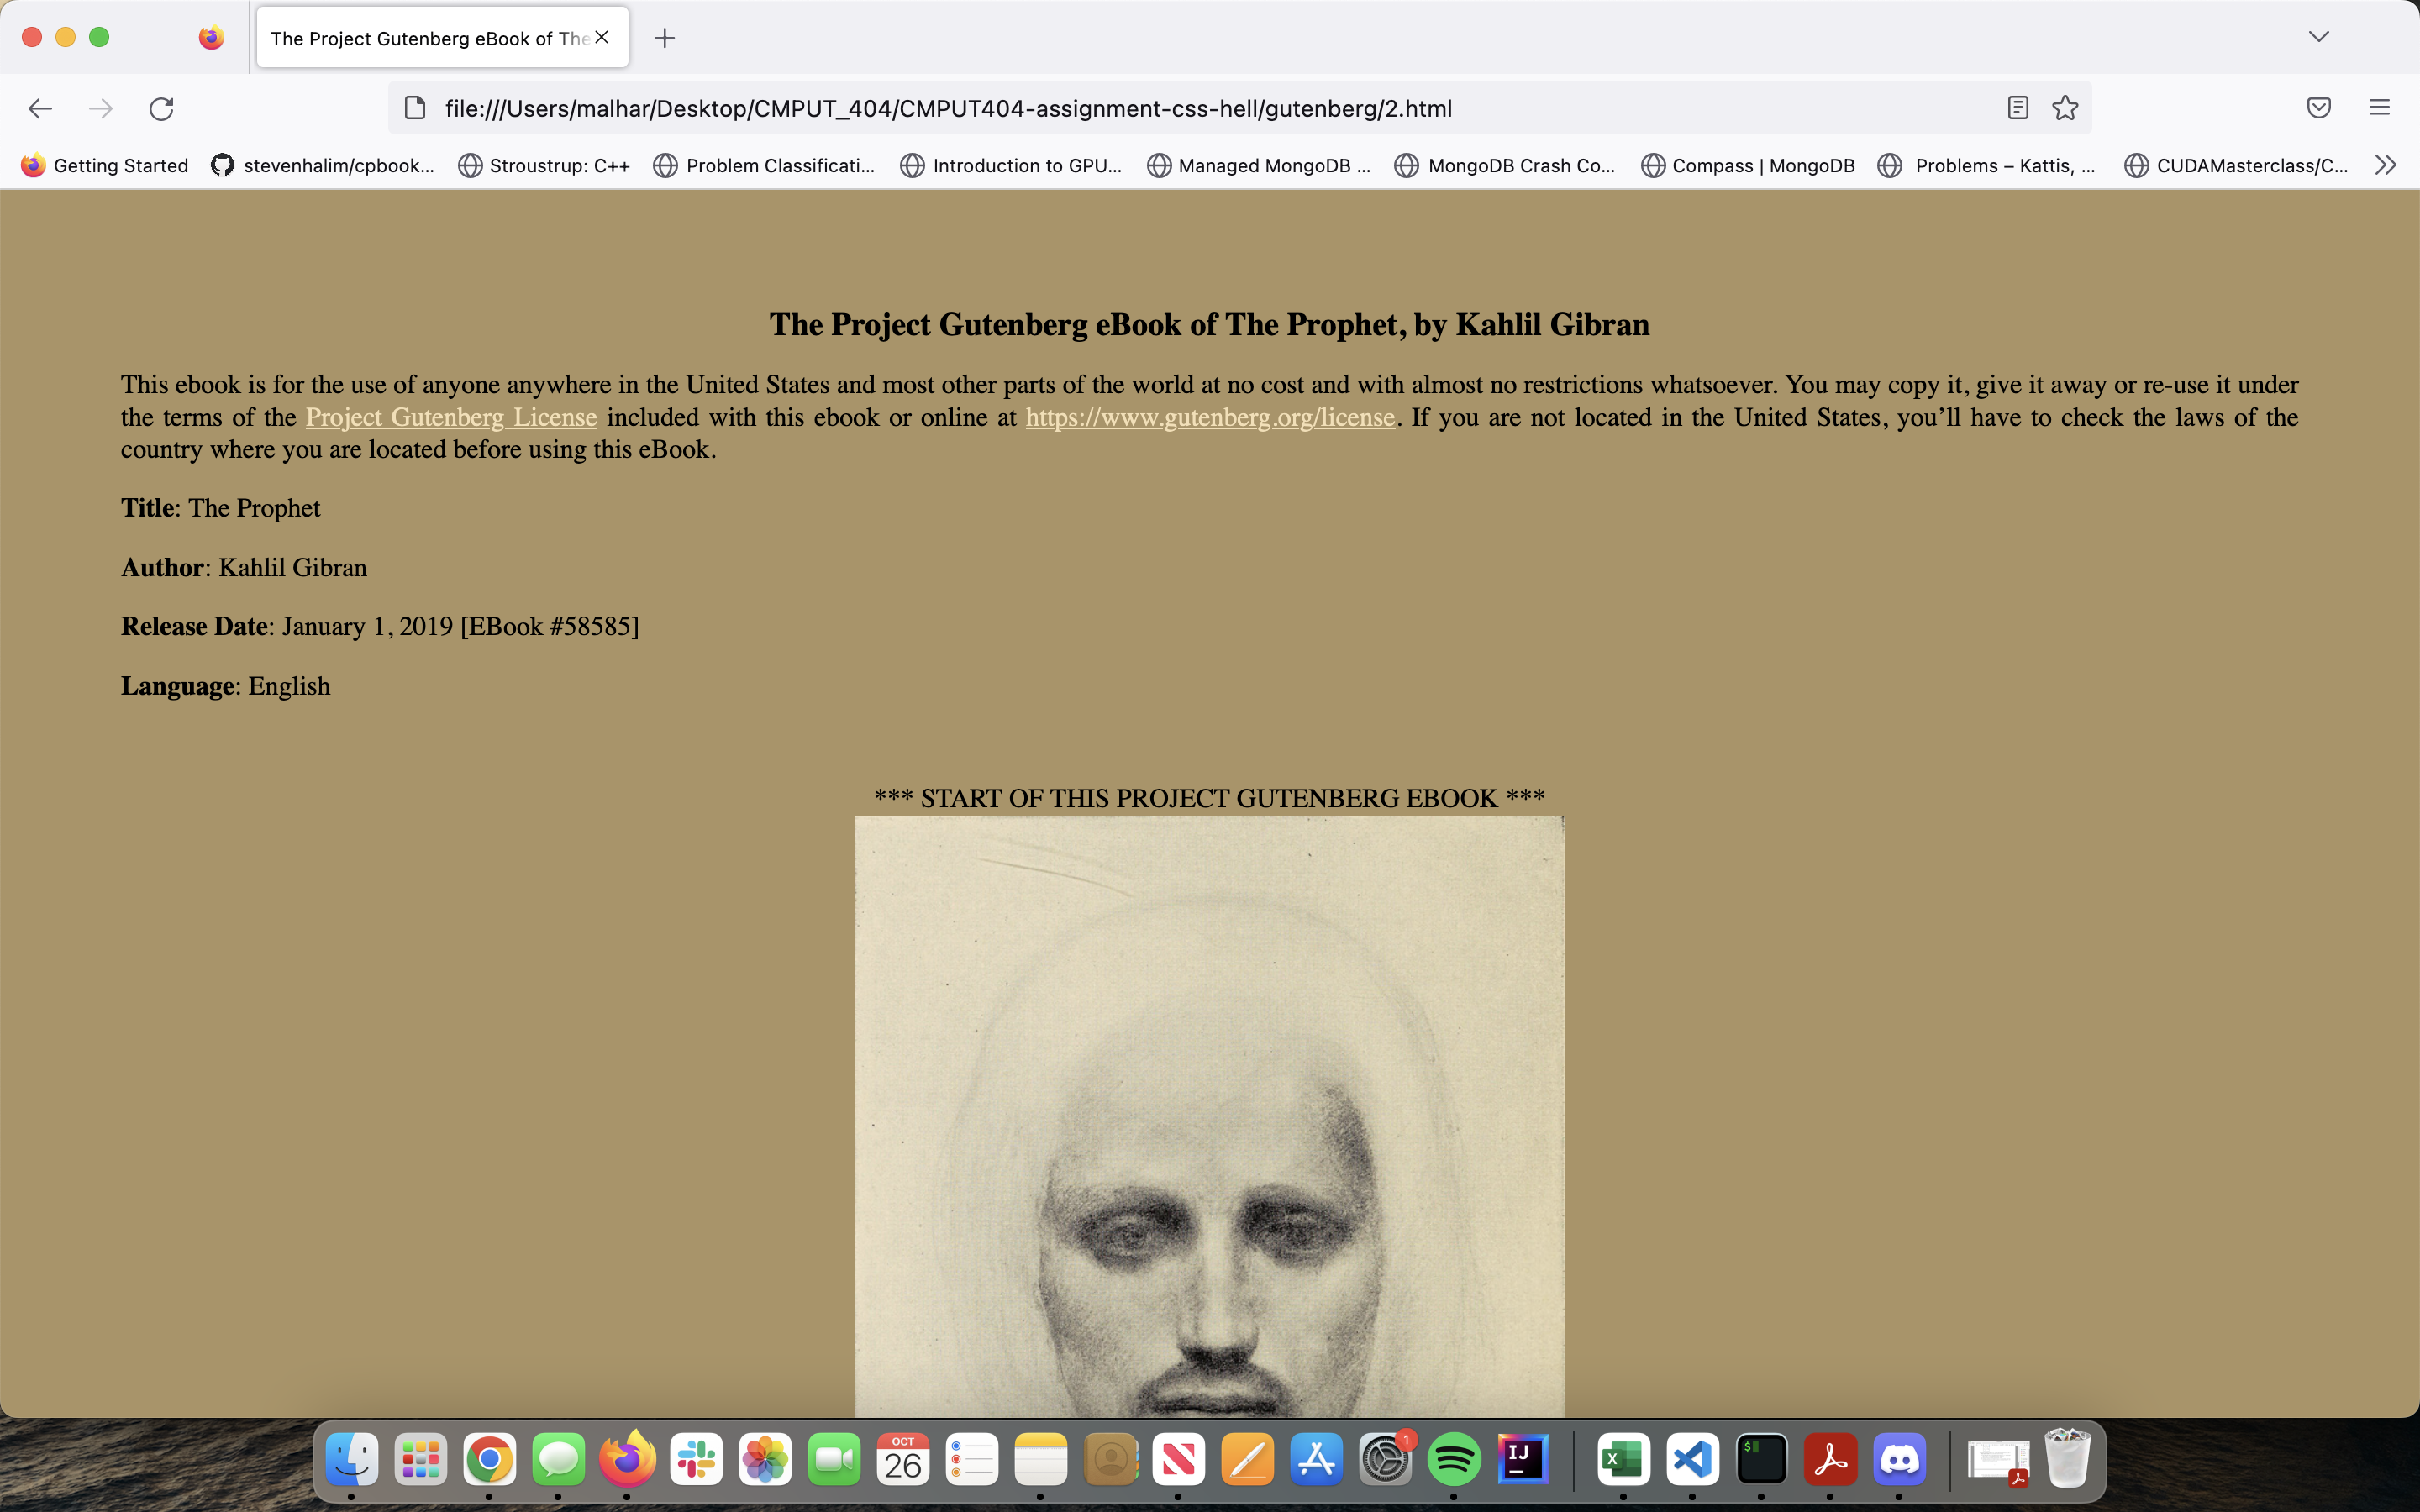 The Project Gutenberg eBook of The
file:///Users/malhar/Desktop/CMPUT_404/CMPUT404-assignment-css-hell/gutenberg/2.html
Getting Started stevenhalim/cpbook... Stroustrup: C++ Problem Classificati... Introduction to GPU... Managed MongoDB ... MongoDB Crash Co... Compass | MongoDB Problems – Kattis, ... CUDAMasterclass/C...
The Project Gutenberg eBook of The Prophet, by Kahlil Gibran
This ebook is for the use of anyone anywhere in the United States and most other parts of the world at no cost and with almost no restrictions whatsoever. You may copy it, give it away or re-use it under
the terms of the Project Gutenberg License included with this ebook or online at https://www.gutenberg.org/license. If you are not located in the United States, you’ll have to check the laws of the
country where you are located before using this eBook.
Title: The Prophet
Author: Kahlil Gibran
Release Date: January 1, 2019 [EBook #58585]
Language: English
*** START OF THIS PROJECT GUTENBERG EBOOK ***
OCT
26
1
IJ
X
$